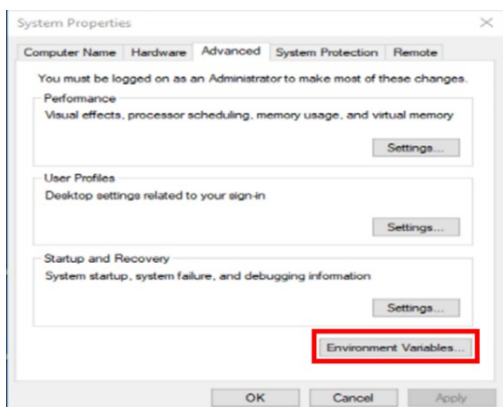 System Properties
Computer Name Hardware Advanced System Protection Remote
You must be logged on as an Administrator to make most of these changes.
Performance
Visual effects, processor scheduling, memory usage, and virtual memory
Settings...
User Profiles
Desktop settings related to your sign-in
Settings...
Startup and Recovery
System startup, system failure, and debugging information
Settings...
Environment Variables...
OK Cancel Apply